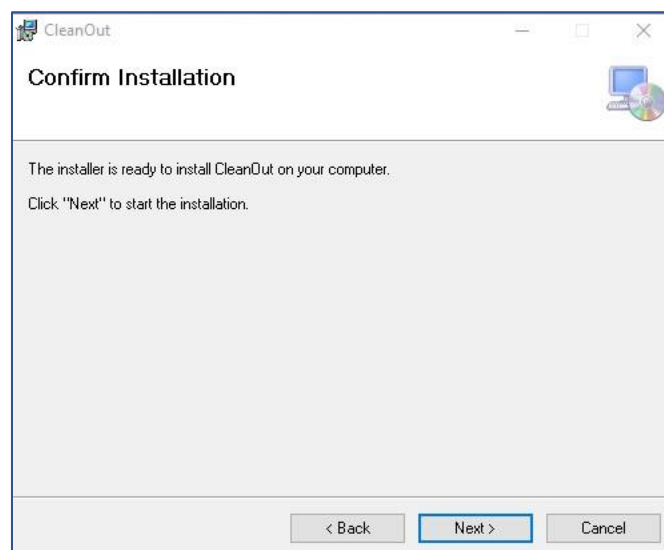 CleanOut
Confirm Installation
The installer is ready to install CleanOut on your computer.
Click "Next" to start the installation.
< Back
Next >
Cancel